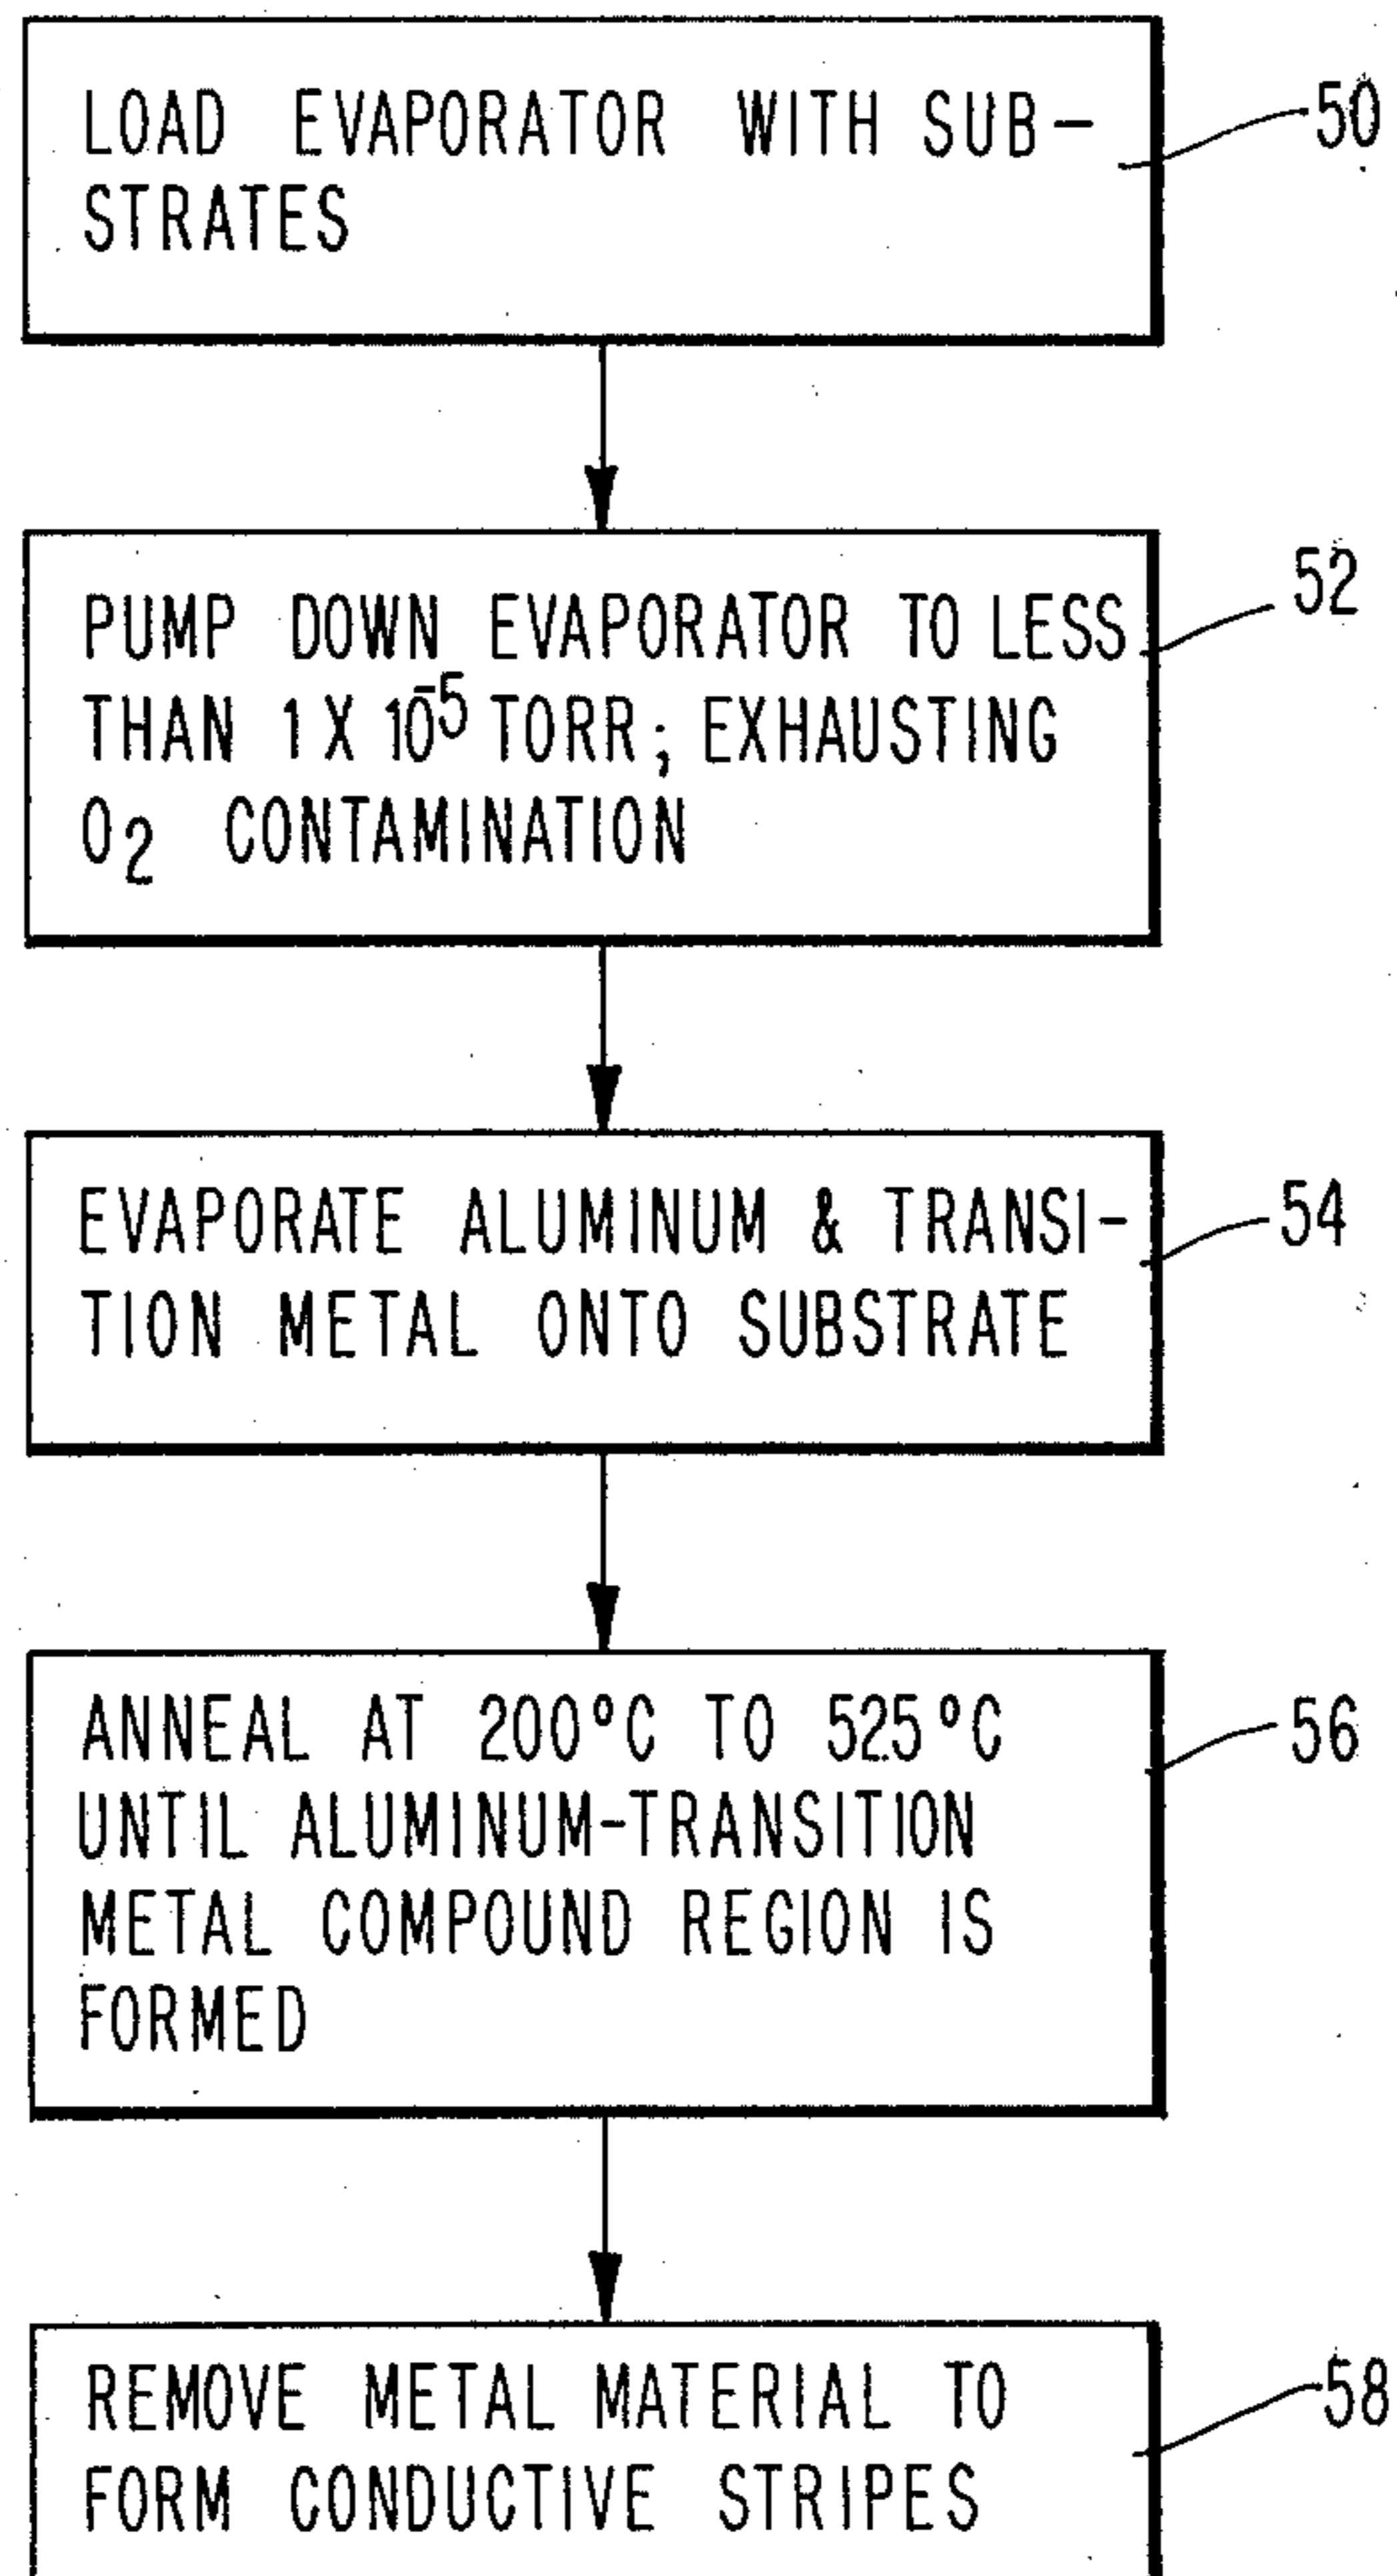 LOAD EVAPORATOR WITH SUB-
STRATES
50
PUMP DOWN EVAPORATOR TO LESS
THAN 1 X 10⁻⁵ TORR; EXHAUSTING
O₂ CONTAMINATION
52
EVAPORATE ALUMINUM & TRANSI-
TION METAL ONTO SUBSTRATE
54
ANNEAL AT 200°C TO 525°C
UNTIL ALUMINUM-TRANSITION
METAL COMPOUND REGION IS
FORMED
56
REMOVE METAL MATERIAL TO
FORM CONDUCTIVE STRIPES
58